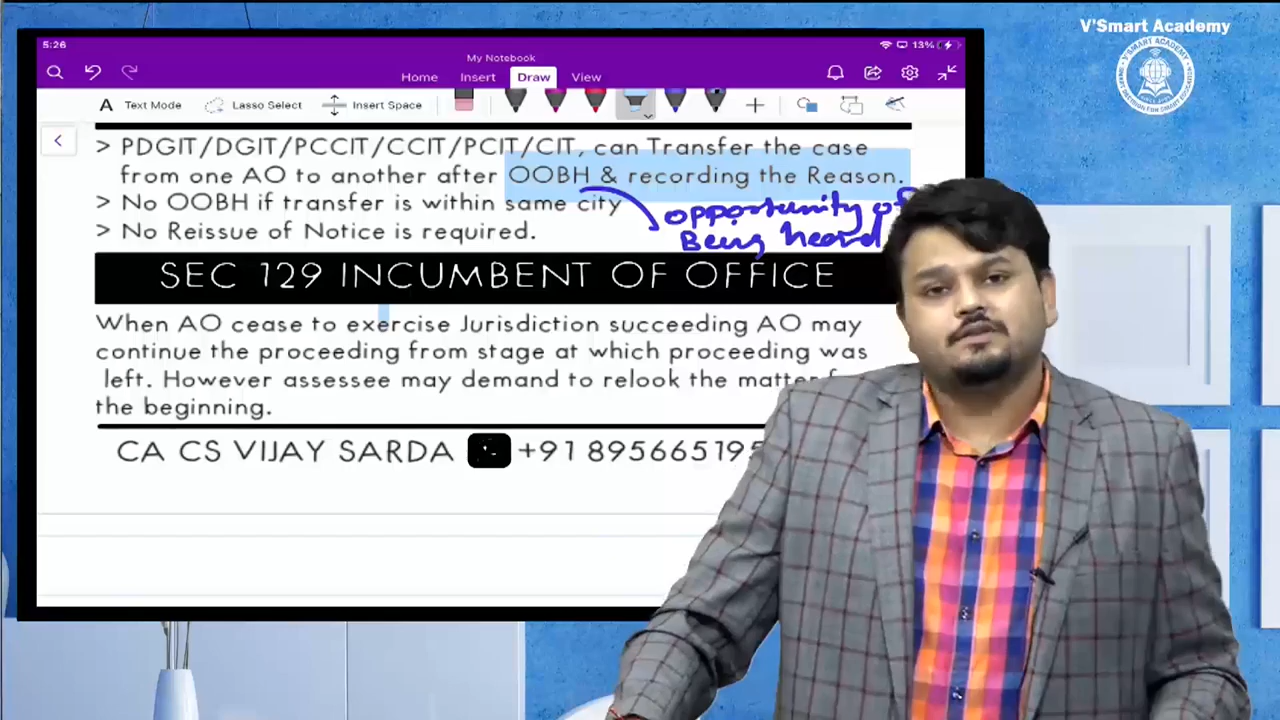 V'Smart Academy
5:26
13%
My Notebook
Home Insert Draw View
Text Mode Lasso Select Insert Space
> PDGIT/DGIT/PCCIT/CCIT/PCIT/CIT, can Transfer the case
from one AO to another after OOBH & recording the Reason.
> No OOBH if transfer is within same city
opportunity of
> No Reissue of Notice is required.
Being heard
SEC 129 INCUMBENT OF OFFICE
When AO cease to exercise Jurisdiction succeeding AO may
continue the proceeding from stage at which proceeding was
left. However assessee may demand to relook the matter
the beginning.
CA CS VIJAY SARDA +91 895665195